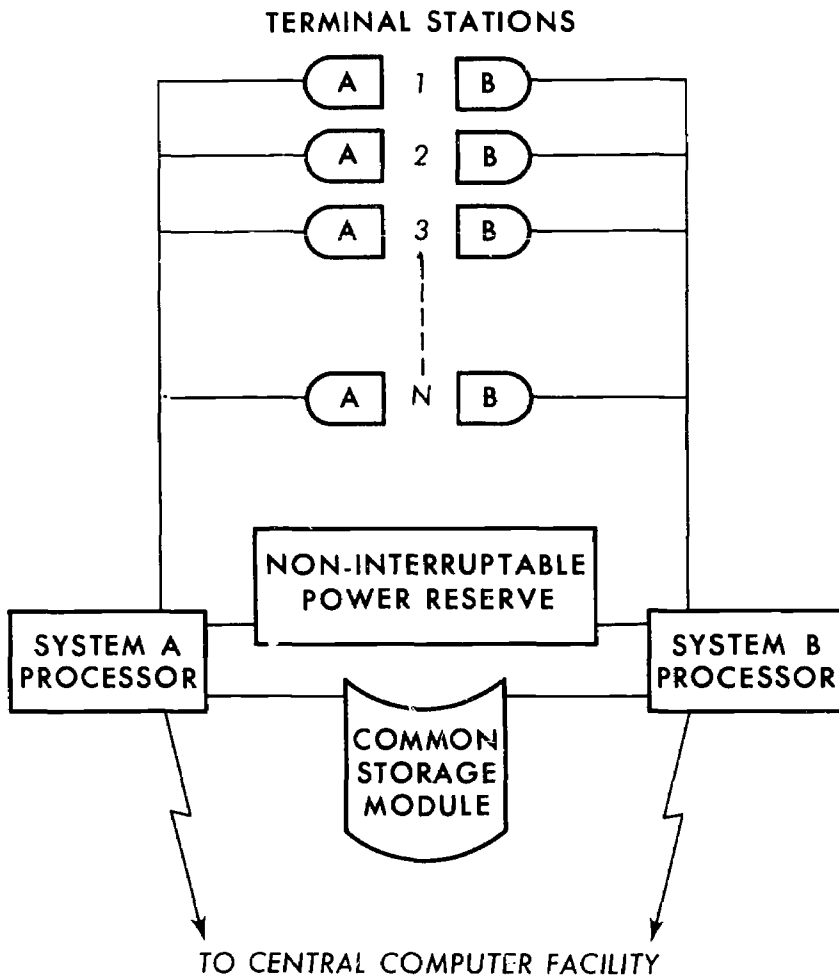 TERMINAL STATIONS
A 1 B
A 2 B
A 3 B
A N B
NON-INTERRUPTABLE
POWER RESERVE
SYSTEM A
PROCESSOR
SYSTEM B
PROCESSOR
COMMON
STORAGE
MODULE
TO CENTRAL COMPUTER FACILITY